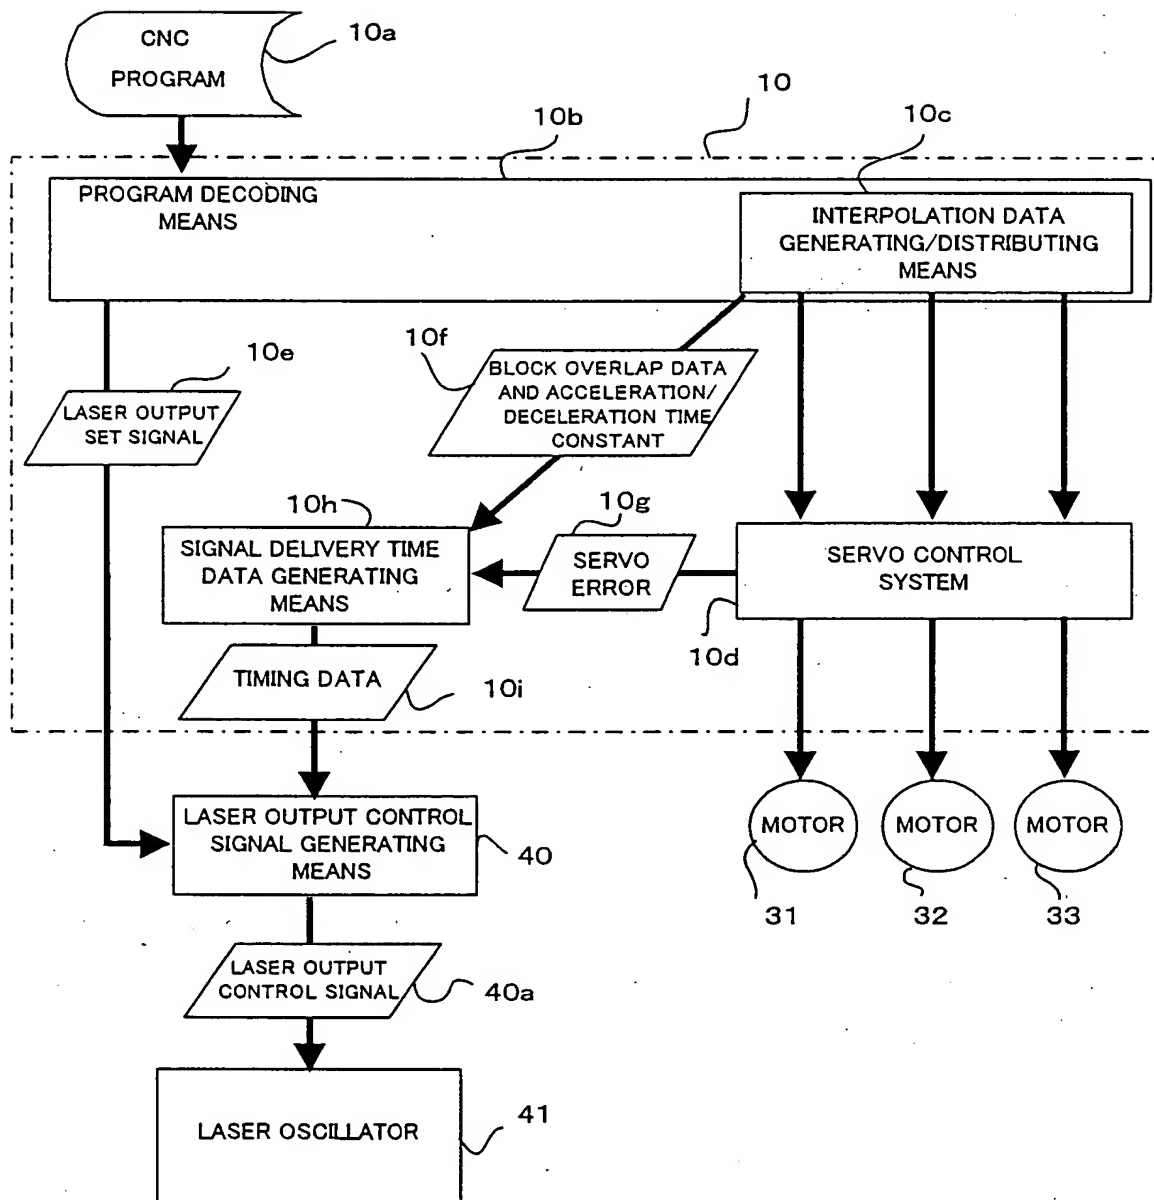 CNC
PROGRAM
10a
10
10b
10c
PROGRAM DECODING
MEANS
INTERPOLATION DATA
GENERATING/DISTRIBUTING
MEANS
10f
BLOCK OVERLAP DATA
AND ACCELERATION/
DECELERATION TIME
CONSTANT
10e
LASER OUTPUT
SET SIGNAL
10h
10g
SIGNAL DELIVERY TIME
DATA GENERATING
MEANS
SERVO
ERROR
SERVO CONTROL
SYSTEM
10d
TIMING DATA
10i
LASER OUTPUT CONTROL
SIGNAL GENERATING
MEANS
40
MOTOR
MOTOR
MOTOR
31
32
33
LASER OUTPUT
CONTROL SIGNAL
40a
LASER OSCILLATOR
41